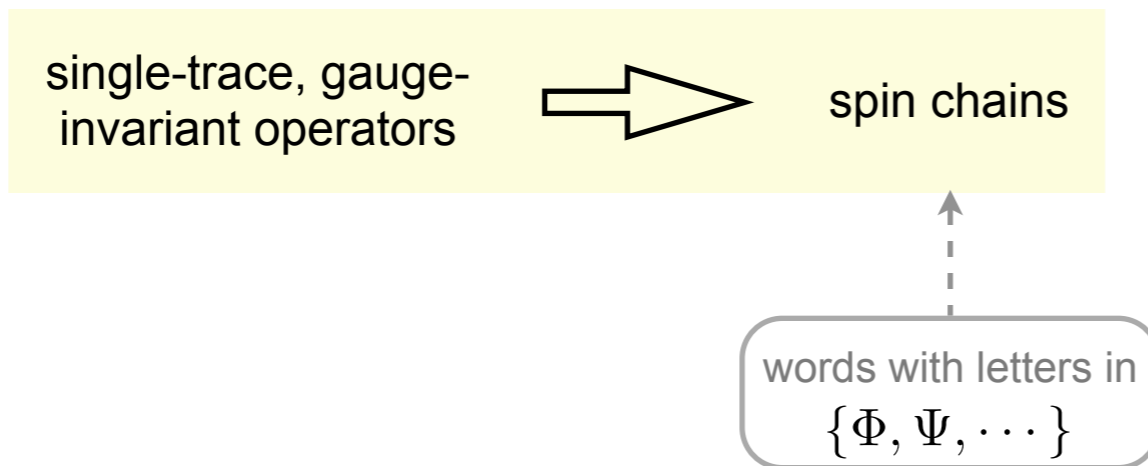 single-trace, gauge-
invariant operators
spin chains
words with letters in
{Φ, Ψ, · · · }